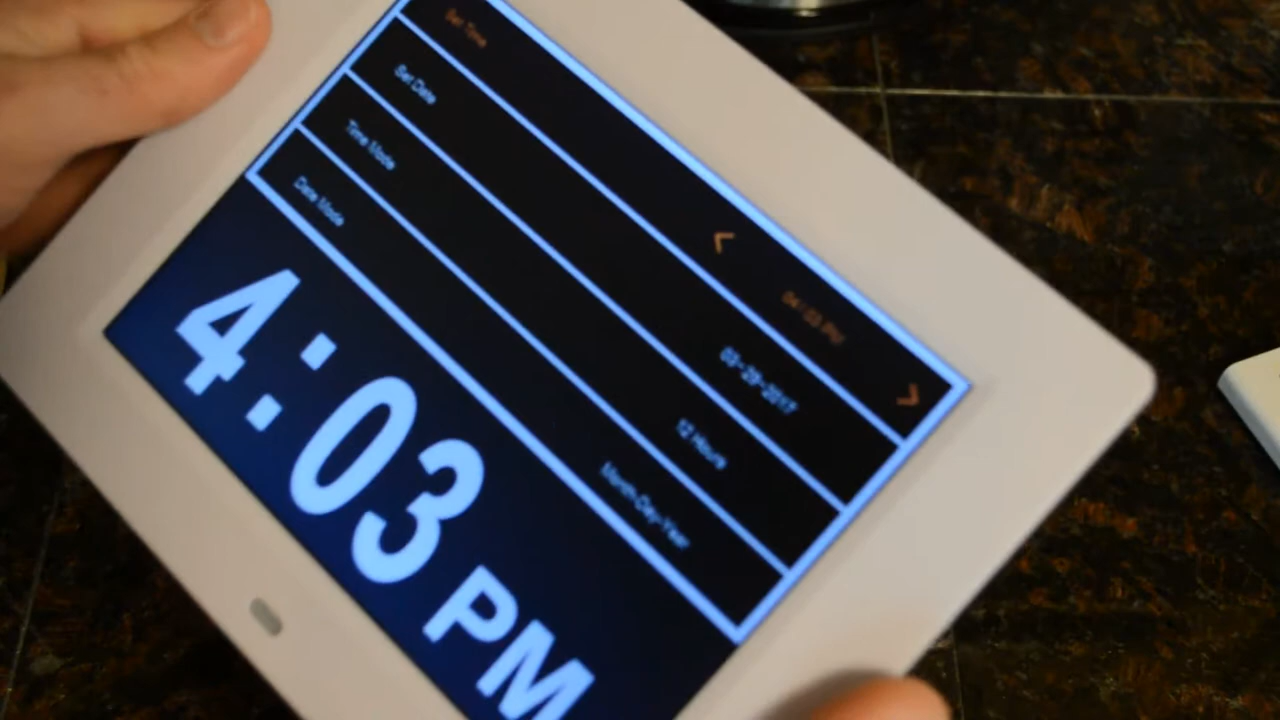 Set Time 04:03 PM
Set Date 03-29-2017
Time Mode 12 Hours
Date Mode Month-Day-Year
4:03 PM